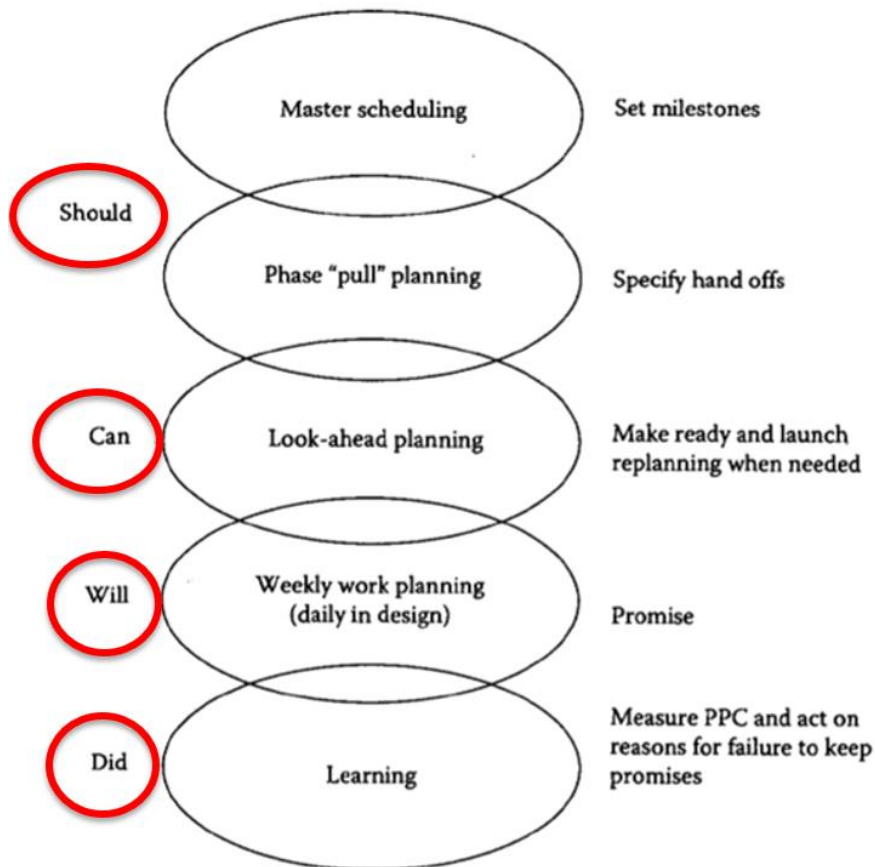 Master scheduling
Set milestones
Should
Phase “pull” planning
Specify hand offs
Can
Look-ahead planning
Make ready and launch
replanning when needed
Will
Weekly work planning
(daily in design)
Promise
Did
Learning
Measure PPC and act on
reasons for failure to keep
promises